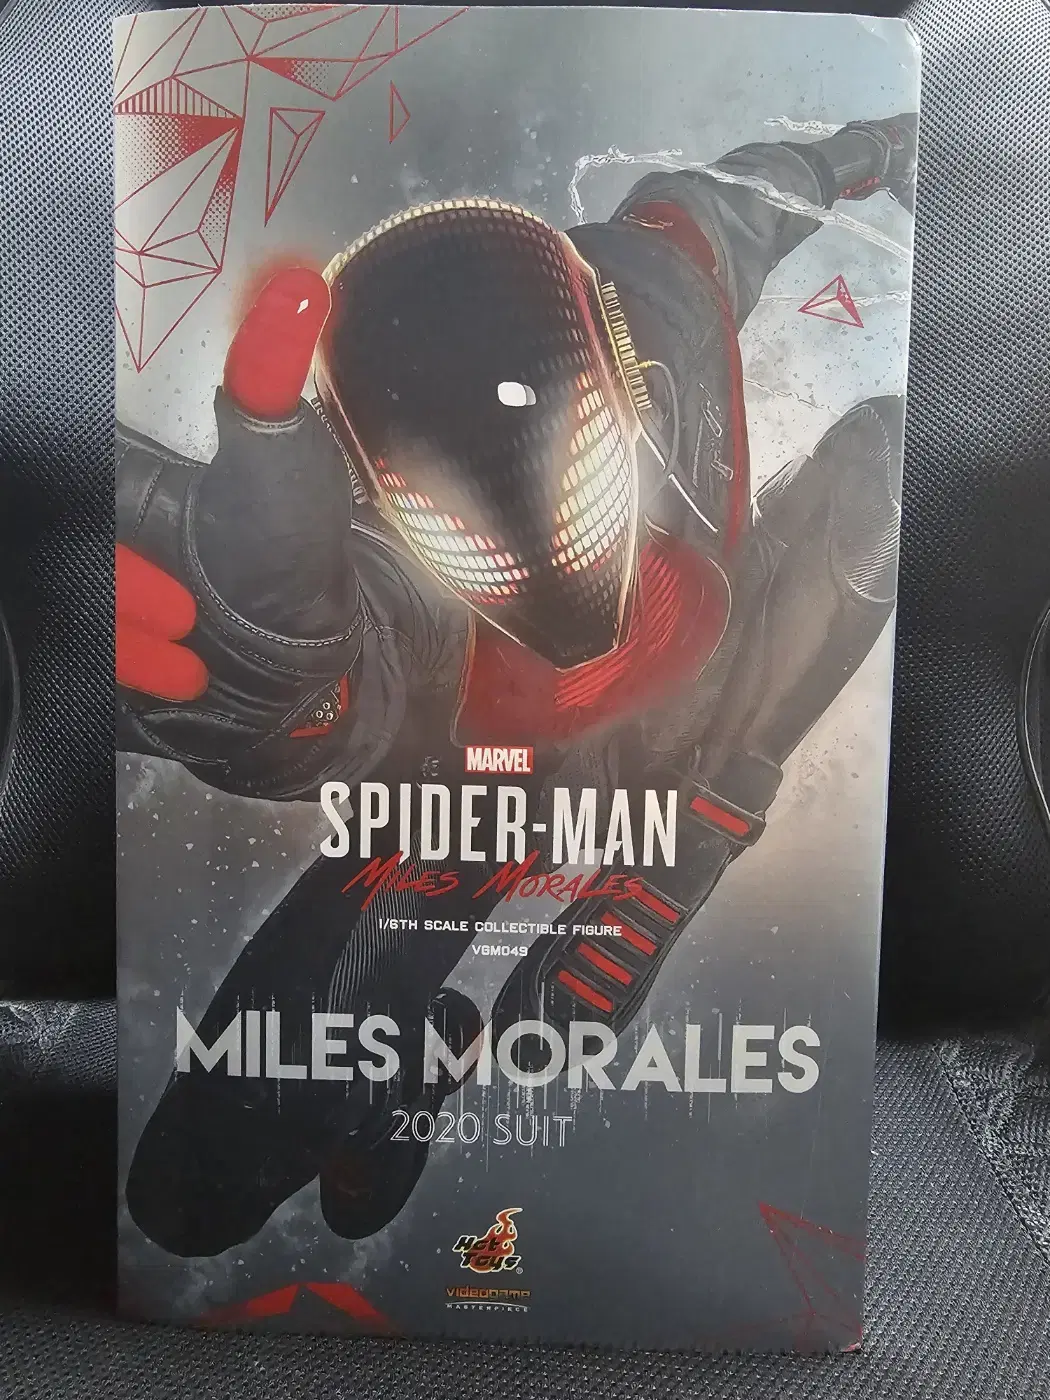 MARVEL
SPIDER-MAN
MILES MORALES
1/6TH SCALE COLLECTIBLE FIGURE
VGM049
MILES MORALES
2020 SUIT
Hot
Toys®
videogame
MASTERPIECE